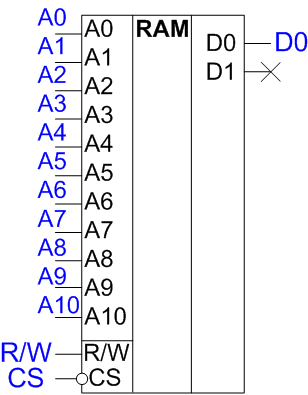 A0 A0 RAM D0 D0
A1 A1 D1
A2 A2
A3 A3
A4 A4
A5 A5
A6 A6
A7 A7
A8 A8
A9 A9
A10 A10
R/W R/W
CS CS